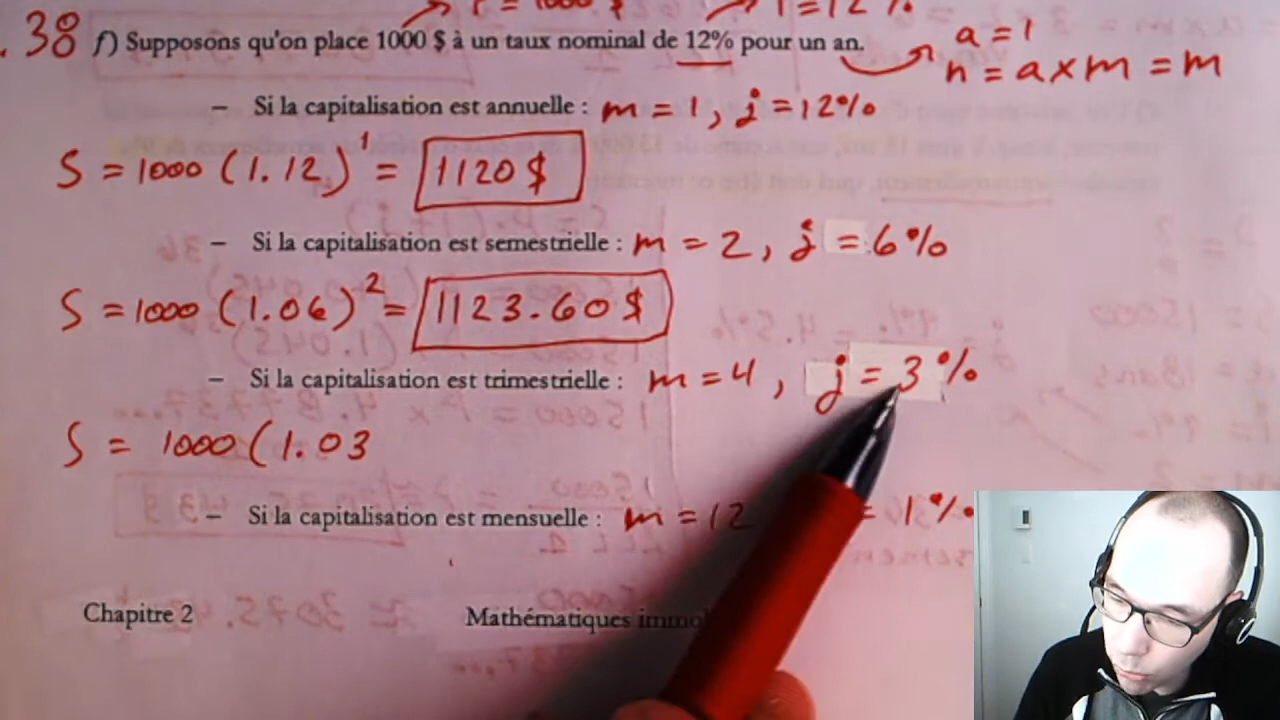 P = 1000 $ i = 12 %
38 f) Supposons qu'on place 1000 $ à un taux nominal de 12% pour un an. a = 1
n = a x m = m
– Si la capitalisation est annuelle : m = 1, j = 12%
S = 1000 (1.12)¹ = 1120 $
– Si la capitalisation est semestrielle : m = 2, j = 6%
S = 1000 (1.06)² = 1123.60 $
– Si la capitalisation est trimestrielle : m = 4, j = 3 %
S = 1000 (1.03
– Si la capitalisation est mensuelle : m = 12 = 1%
Chapitre 2 Mathématiques